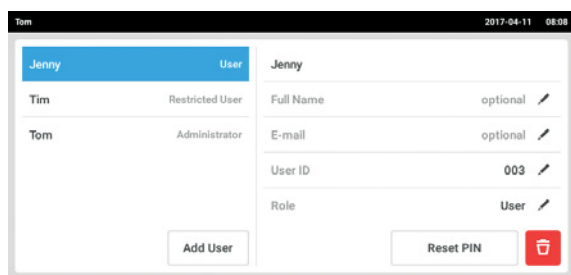 Tom 2017-04-11 08:08
Jenny User
Tim Restricted User
Tom Administrator
Add User
Jenny
Full Name optional
E-mail optional
User ID 003
Role User
Reset PIN